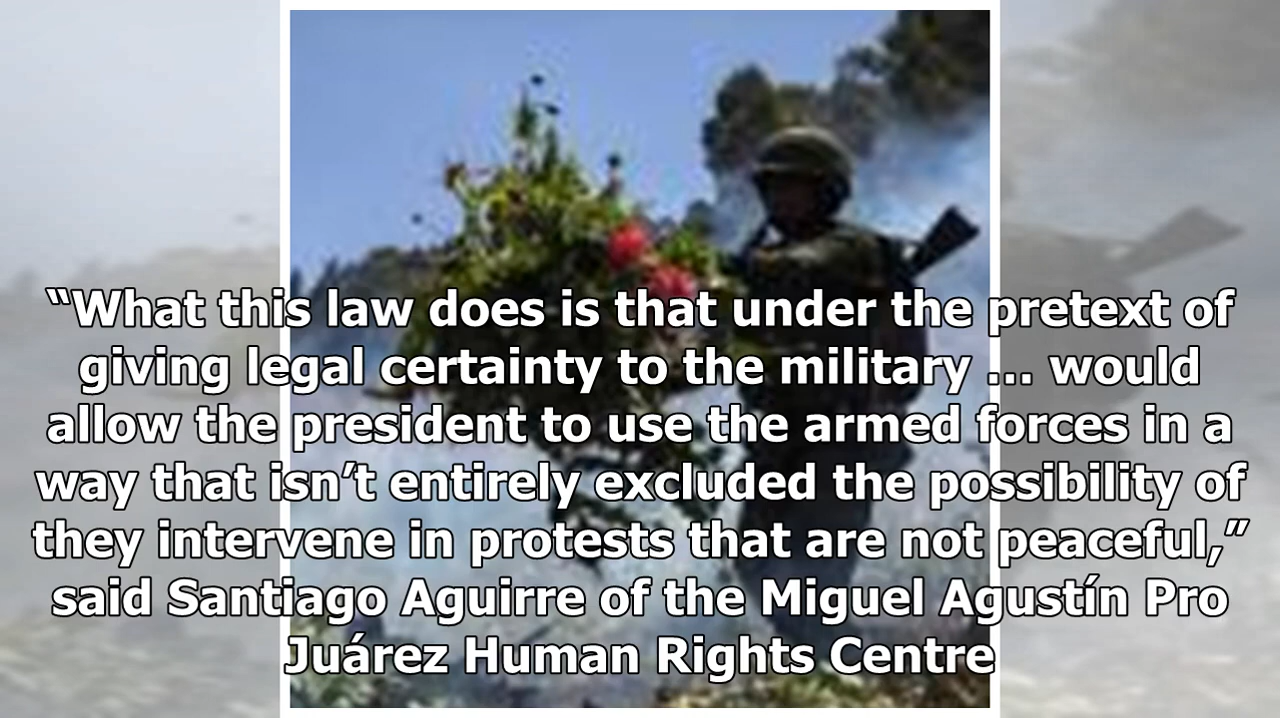 “What this law does is that under the pretext of
giving legal certainty to the military … would
allow the president to use the armed forces in a
way that isn’t entirely excluded the possibility of
they intervene in protests that are not peaceful,”
said Santiago Aguirre of the Miguel Agustín Pro
Juárez Human Rights Centre